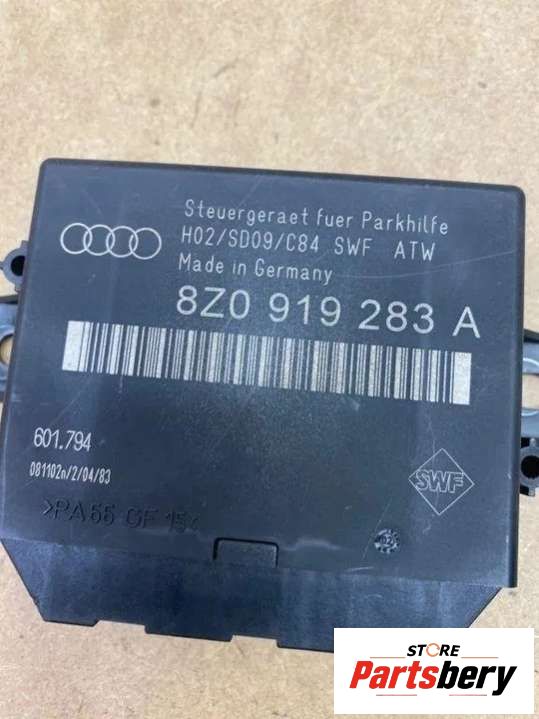 Steuergeraet fuer Parkhilfe
H02/SD09/C84 SWF ATW
Made in Germany
8Z0 919 283 A
601.794
081102n/2/04/83
SWF
>PA66 GF 15<
STORE
Partsbery